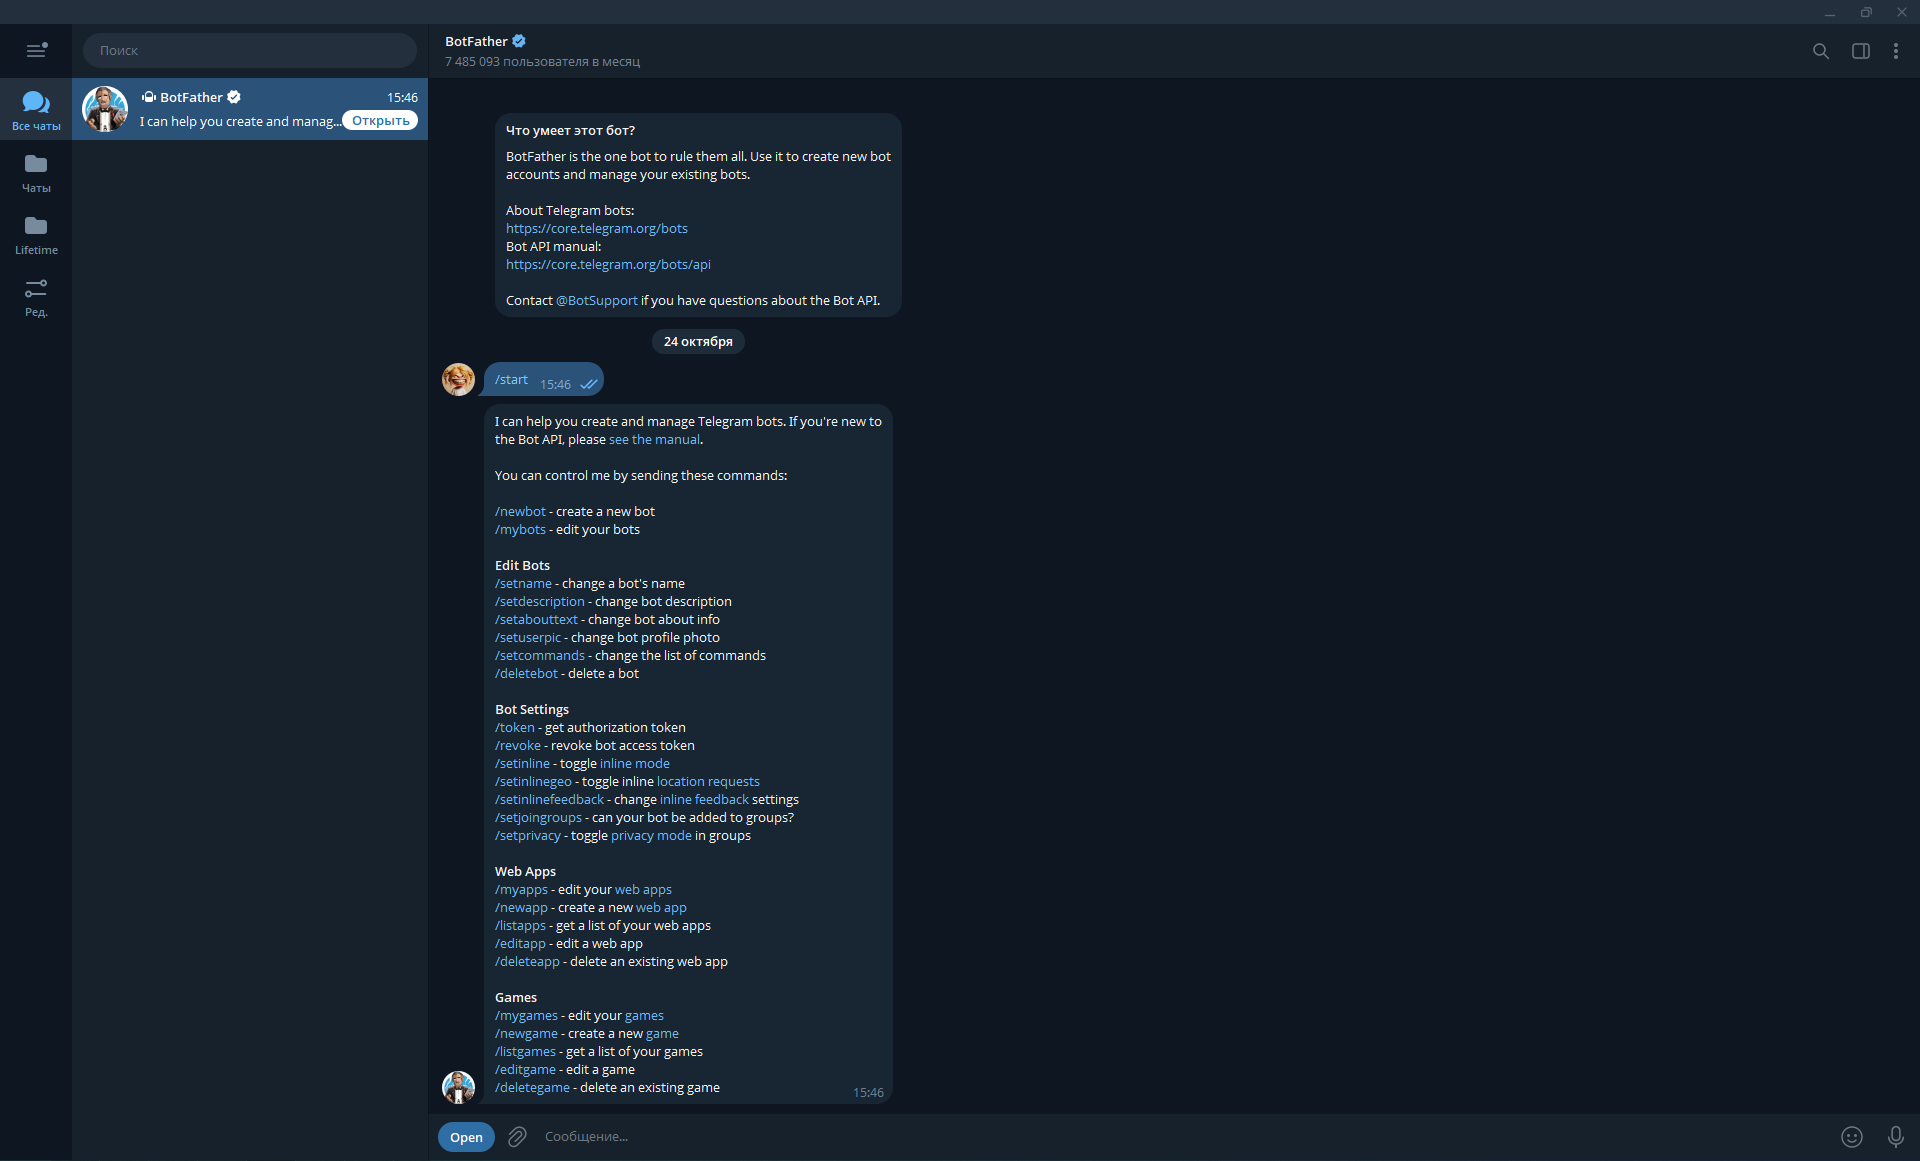 Поиск
Все чаты
Чаты
Lifetime
Ред.
BotFather
15:46
I can help you create and manag...
Открыть
BotFather
7 485 093 пользователя в месяц
Что умеет этот бот?
BotFather is the one bot to rule them all. Use it to create new bot
accounts and manage your existing bots.
About Telegram bots:
https://core.telegram.org/bots
Bot API manual:
https://core.telegram.org/bots/api
Contact @BotSupport if you have questions about the Bot API.
24 октября
/start 15:46
I can help you create and manage Telegram bots. If you're new to
the Bot API, please see the manual.
You can control me by sending these commands:
/newbot - create a new bot
/mybots - edit your bots
Edit Bots
/setname - change a bot's name
/setdescription - change bot description
/setabouttext - change bot about info
/setuserpic - change bot profile photo
/setcommands - change the list of commands
/deletebot - delete a bot
Bot Settings
/token - get authorization token
/revoke - revoke bot access token
/setinline - toggle inline mode
/setinlinegeo - toggle inline location requests
/setinlinefeedback - change inline feedback settings
/setjoingroups - can your bot be added to groups?
/setprivacy - toggle privacy mode in groups
Web Apps
/myapps - edit your web apps
/newapp - create a new web app
/listapps - get a list of your web apps
/editapp - edit a web app
/deleteapp - delete an existing web app
Games
/mygames - edit your games
/newgame - create a new game
/listgames - get a list of your games
/editgame - edit a game
/deletegame - delete an existing game
15:46
Open
Сообщение...